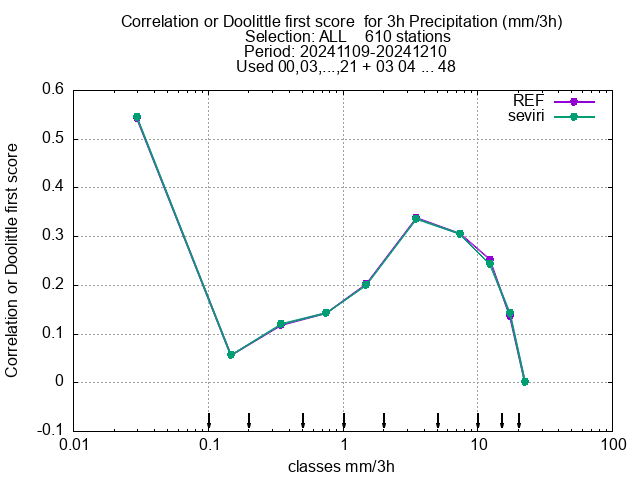 Correlation or Doolittle first score  for 3h Precipitation (mm/3h)
Selection: ALL    610 stations
Period: 20241109-20241210
Used 00,03,...,21 + 03 04 ... 48
REF
seviri
0.6
0.5
0.4
0.3
0.2
0.1
0
-0.1
Correlation or Doolittle first score
0.01 0.1 1 10 100
classes mm/3h